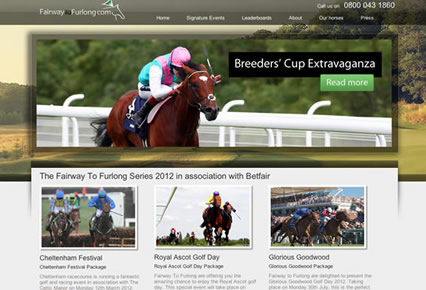 FairwaytoFurlong.com
Call us on 0800 043 1860
Home Signature Events Leaderboards About Us Our horses Press
Breeders' Cup Extravaganza
Read more
The Fairway To Furlong Series 2012 in association with Betfair
Cheltenham Festival
Cheltenham Festival Package
Cheltenham racecourse is running a fantastic
golf and racing event in association with The
Celtic Manor on Monday 12th March 2012.
Royal Ascot Golf Day
Royal Ascot Golf Day Package
Fairway to Furlong are offering you the
amazing chance to enjoy the Royal Ascot golf
day. This special event will take place on
Glorious Goodwood
Glorious Goodwood Package
Fairway to Furlong are delighted to present the
Glorious Goodwood Golf Day 2012. Taking
place on Monday 30th July, this is the perfect